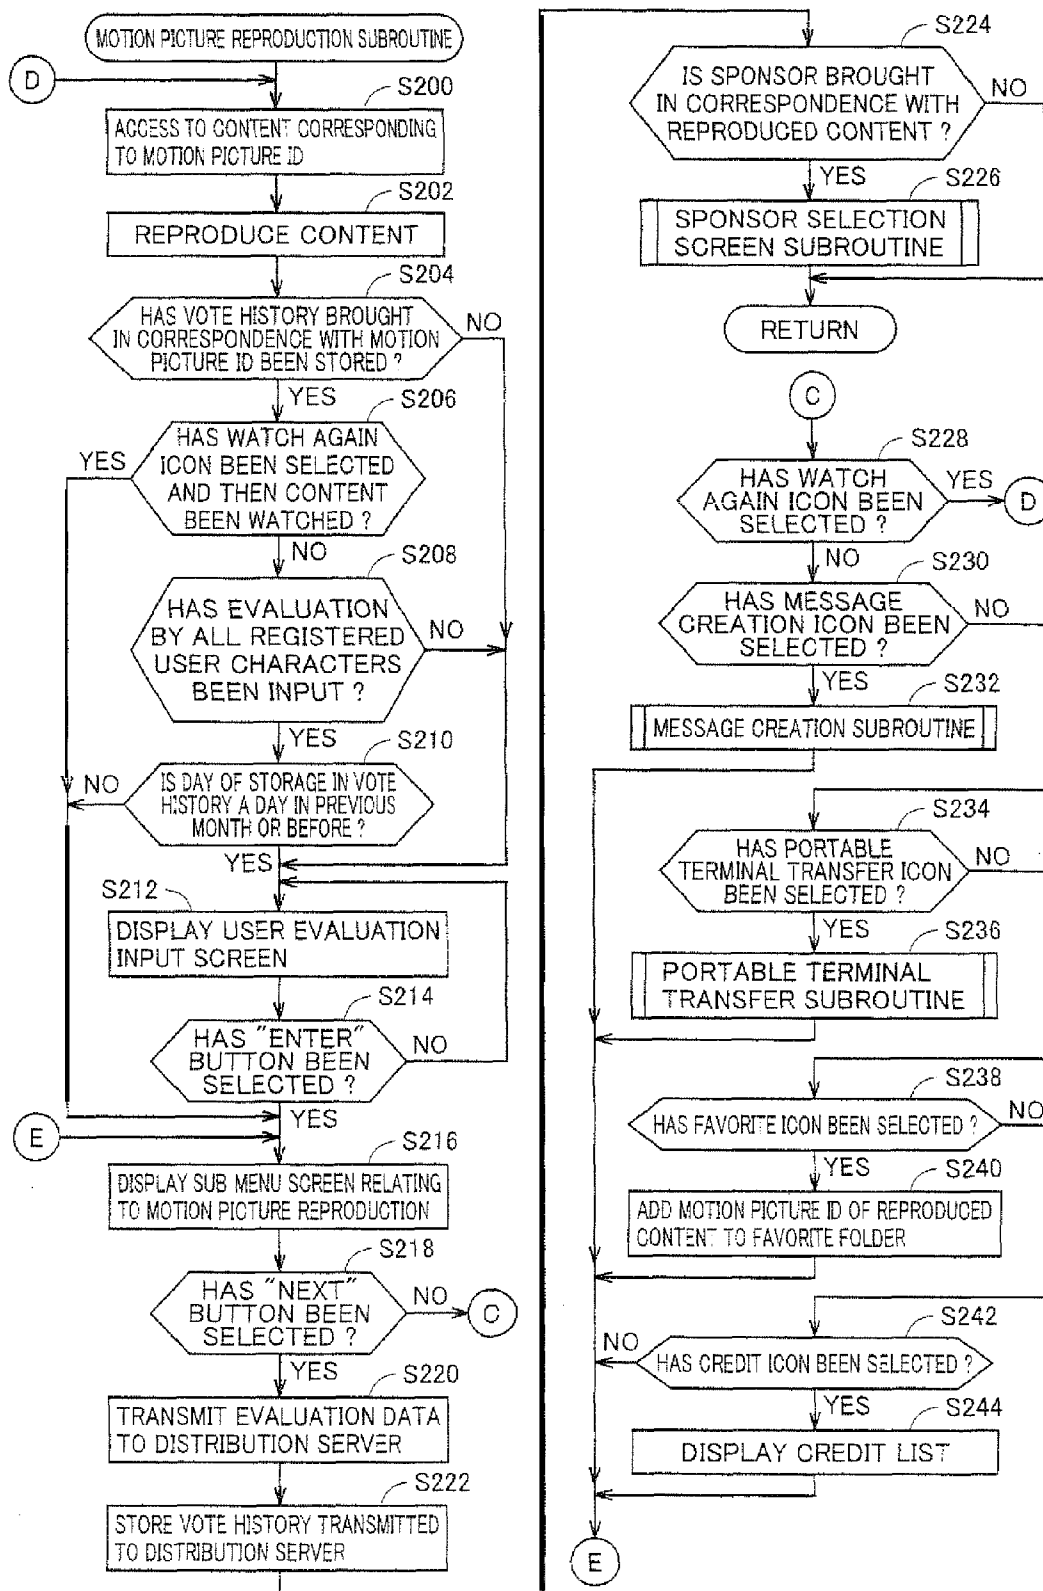 MOTION PICTURE REPRODUCTION SUBROUTINE
D
S200
ACCESS TO CONTENT CORRESPONDING
TO MOTION PICTURE ID
S202
REPRODUCE CONTENT
S204
HAS VOTE HISTORY BROUGHT
IN CORRESPONDENCE WITH MOTION
PICTURE ID BEEN STORED ?
NO
YES
S206
HAS WATCH AGAIN
ICON BEEN SELECTED
AND THEN CONTENT
BEEN WATCHED ?
YES
NO
S208
HAS EVALUATION
BY ALL REGISTERED
USER CHARACTERS
BEEN INPUT ?
NO
YES
S210
IS DAY OF STORAGE IN VOTE
HISTORY A DAY IN PREVIOUS
MONTH OR BEFORE ?
NO
YES
S212
DISPLAY USER EVALUATION
INPUT SCREEN
S214
HAS "ENTER"
BUTTON BEEN
SELECTED ?
NO
YES
E
S216
DISPLAY SUB MENU SCREEN RELATING
TO MOTION PICTURE REPRODUCTION
S218
HAS "NEXT"
BUTTON BEEN
SELECTED ?
NO
C
YES
S220
TRANSMIT EVALUATION DATA
TO DISTRIBUTION SERVER
S222
STORE VOTE HISTORY TRANSMITTED
TO DISTRIBUTION SERVER
S224
IS SPONSOR BROUGHT
IN CORRESPONDENCE WITH
REPRODUCED CONTENT ?
NO
YES
S226
SPONSOR SELECTION
SCREEN SUBROUTINE
RETURN
C
S228
HAS WATCH
AGAIN ICON BEEN
SELECTED ?
YES
D
NO
S230
HAS MESSAGE
CREATION ICON BEEN
SELECTED ?
NO
YES
S232
MESSAGE CREATION SUBROUTINE
S234
HAS PORTABLE
TERMINAL TRANSFER ICON
BEEN SELECTED ?
NO
YES
S236
PORTABLE TERMINAL
TRANSFER SUBROUTINE
S238
HAS FAVORITE ICON BEEN SELECTED ?
NO
YES
S240
ADD MOTION PICTURE ID OF REPRODUCED
CONTENT TO FAVORITE FOLDER
S242
NO
HAS CREDIT ICON BEEN SELECTED ?
YES
S244
DISPLAY CREDIT LIST
E